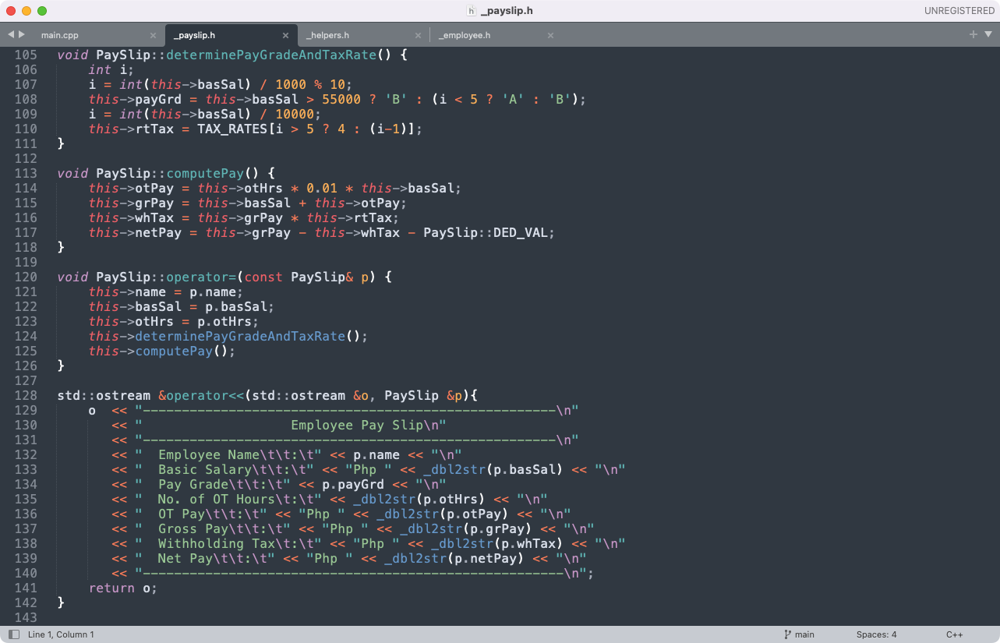 _payslip.h
UNREGISTERED
main.cpp × _payslip.h × _helpers.h × _employee.h ×
105 void PaySlip::determinePayGradeAndTaxRate() {
106     int i;
107     i = int(this->basSal) / 1000 % 10;
108     this->payGrd = this->basSal > 55000 ? 'B' : (i < 5 ? 'A' : 'B');
109     i = int(this->basSal) / 10000;
110     this->rtTax = TAX_RATES[i > 5 ? 4 : (i-1)];
111 }
112
113 void PaySlip::computePay() {
114     this->otPay = this->otHrs * 0.01 * this->basSal;
115     this->grPay = this->basSal + this->otPay;
116     this->whTax = this->grPay * this->rtTax;
117     this->netPay = this->grPay - this->whTax - PaySlip::DED_VAL;
118 }
119
120 void PaySlip::operator=(const PaySlip& p) {
121     this->name = p.name;
122     this->basSal = p.basSal;
123     this->otHrs = p.otHrs;
124     this->determinePayGradeAndTaxRate();
125     this->computePay();
126 }
127
128 std::ostream &operator<<(std::ostream &o, PaySlip &p){
129     o  << "-----------------------------------------------------\n"
130        << "                   Employee Pay Slip\n"
131        << "-----------------------------------------------------\n"
132        << "  Employee Name\t\t:\t" << p.name << "\n"
133        << "  Basic Salary\t\t:\t" << "Php " << _dbl2str(p.basSal) << "\n"
134        << "  Pay Grade\t\t:\t" << p.payGrd << "\n"
135        << "  No. of OT Hours\t:\t" << _dbl2str(p.otHrs) << "\n"
136        << "  OT Pay\t\t:\t" << "Php " << _dbl2str(p.otPay) << "\n"
137        << "  Gross Pay\t\t:\t" << "Php " << _dbl2str(p.grPay) << "\n"
138        << "  Withholding Tax\t:\t" << "Php " << _dbl2str(p.whTax) << "\n"
139        << "  Net Pay\t\t:\t" << "Php " << _dbl2str(p.netPay) << "\n"
140        << "------------------------------------------------------\n";
141     return o;
142 }
143
Line 1, Column 1 main Spaces: 4 C++